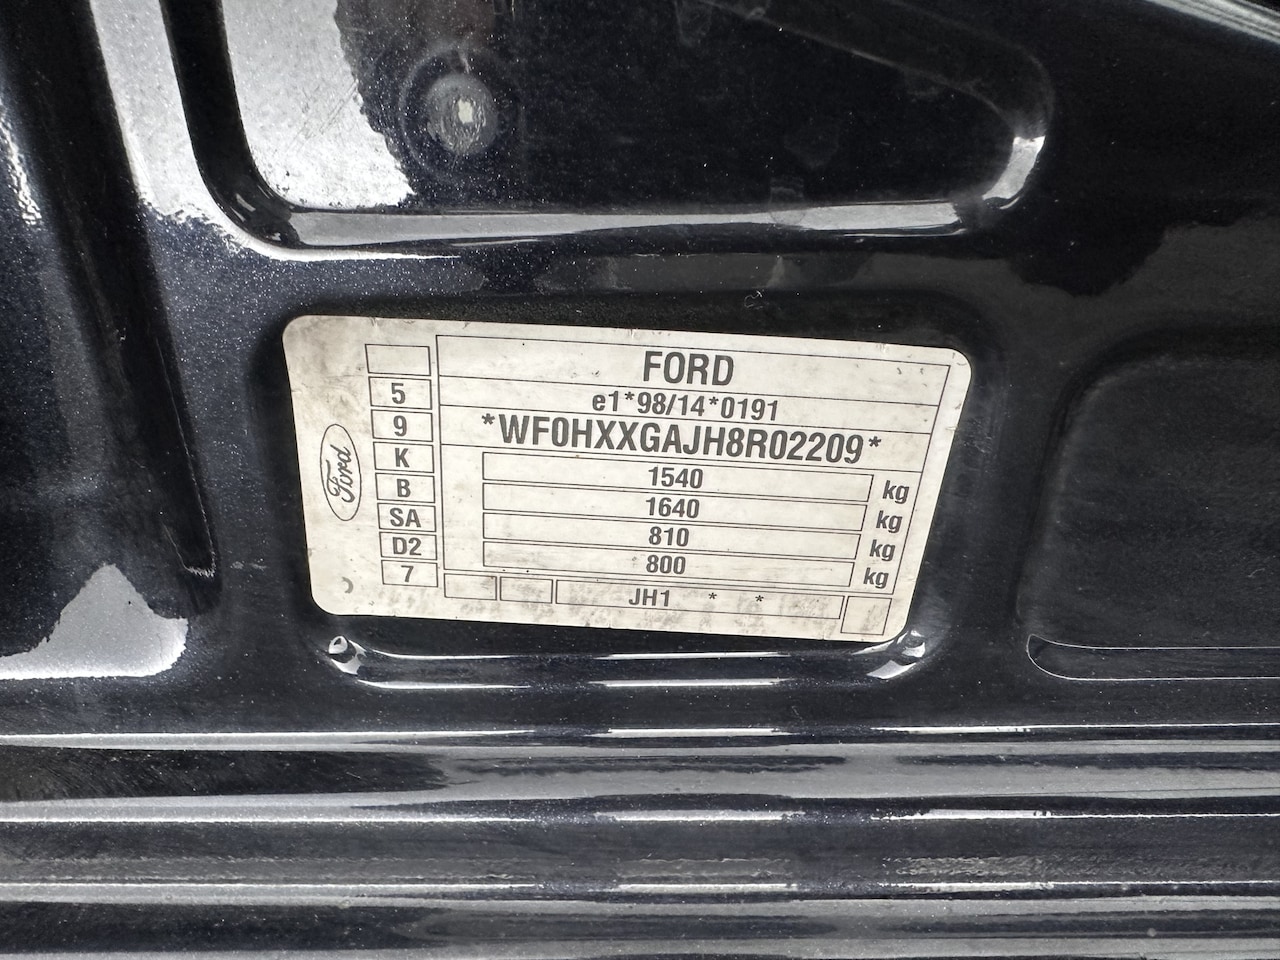 FORD
e1*98/14*0191
*WF0HXXGAJH8R02209*
1540 kg
1640 kg
810 kg
800 kg
JH1 * *
5
9
K
B
SA
D2
7
Ford